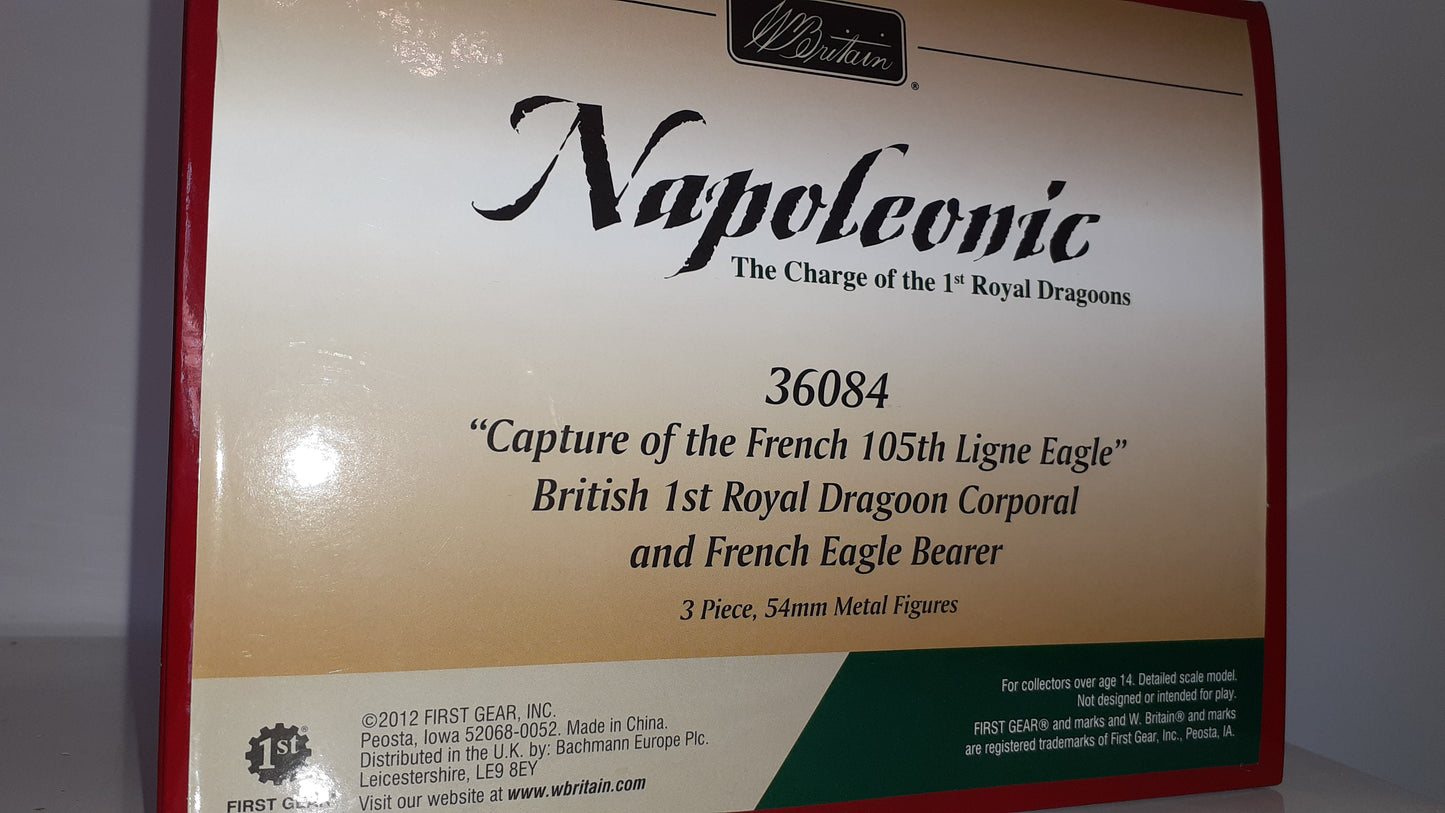 WBritain ®
Napoleonic
The Charge of the 1st Royal Dragoons
36084
“Capture of the French 105th Ligne Eagle”
British 1st Royal Dragoon Corporal
and French Eagle Bearer
3 Piece, 54mm Metal Figures
1st ®
FIRST GEAR
©2012 FIRST GEAR, INC.
Peosta, Iowa 52068-0052. Made in China.
Distributed in the U.K. by: Bachmann Europe Plc.
Leicestershire, LE9 8EY
Visit our website at www.wbritain.com
For collectors over age 14. Detailed scale model.
Not designed or intended for play.
FIRST GEAR® and marks and W. Britain® and marks
are registered trademarks of First Gear, Inc., Peosta, IA.